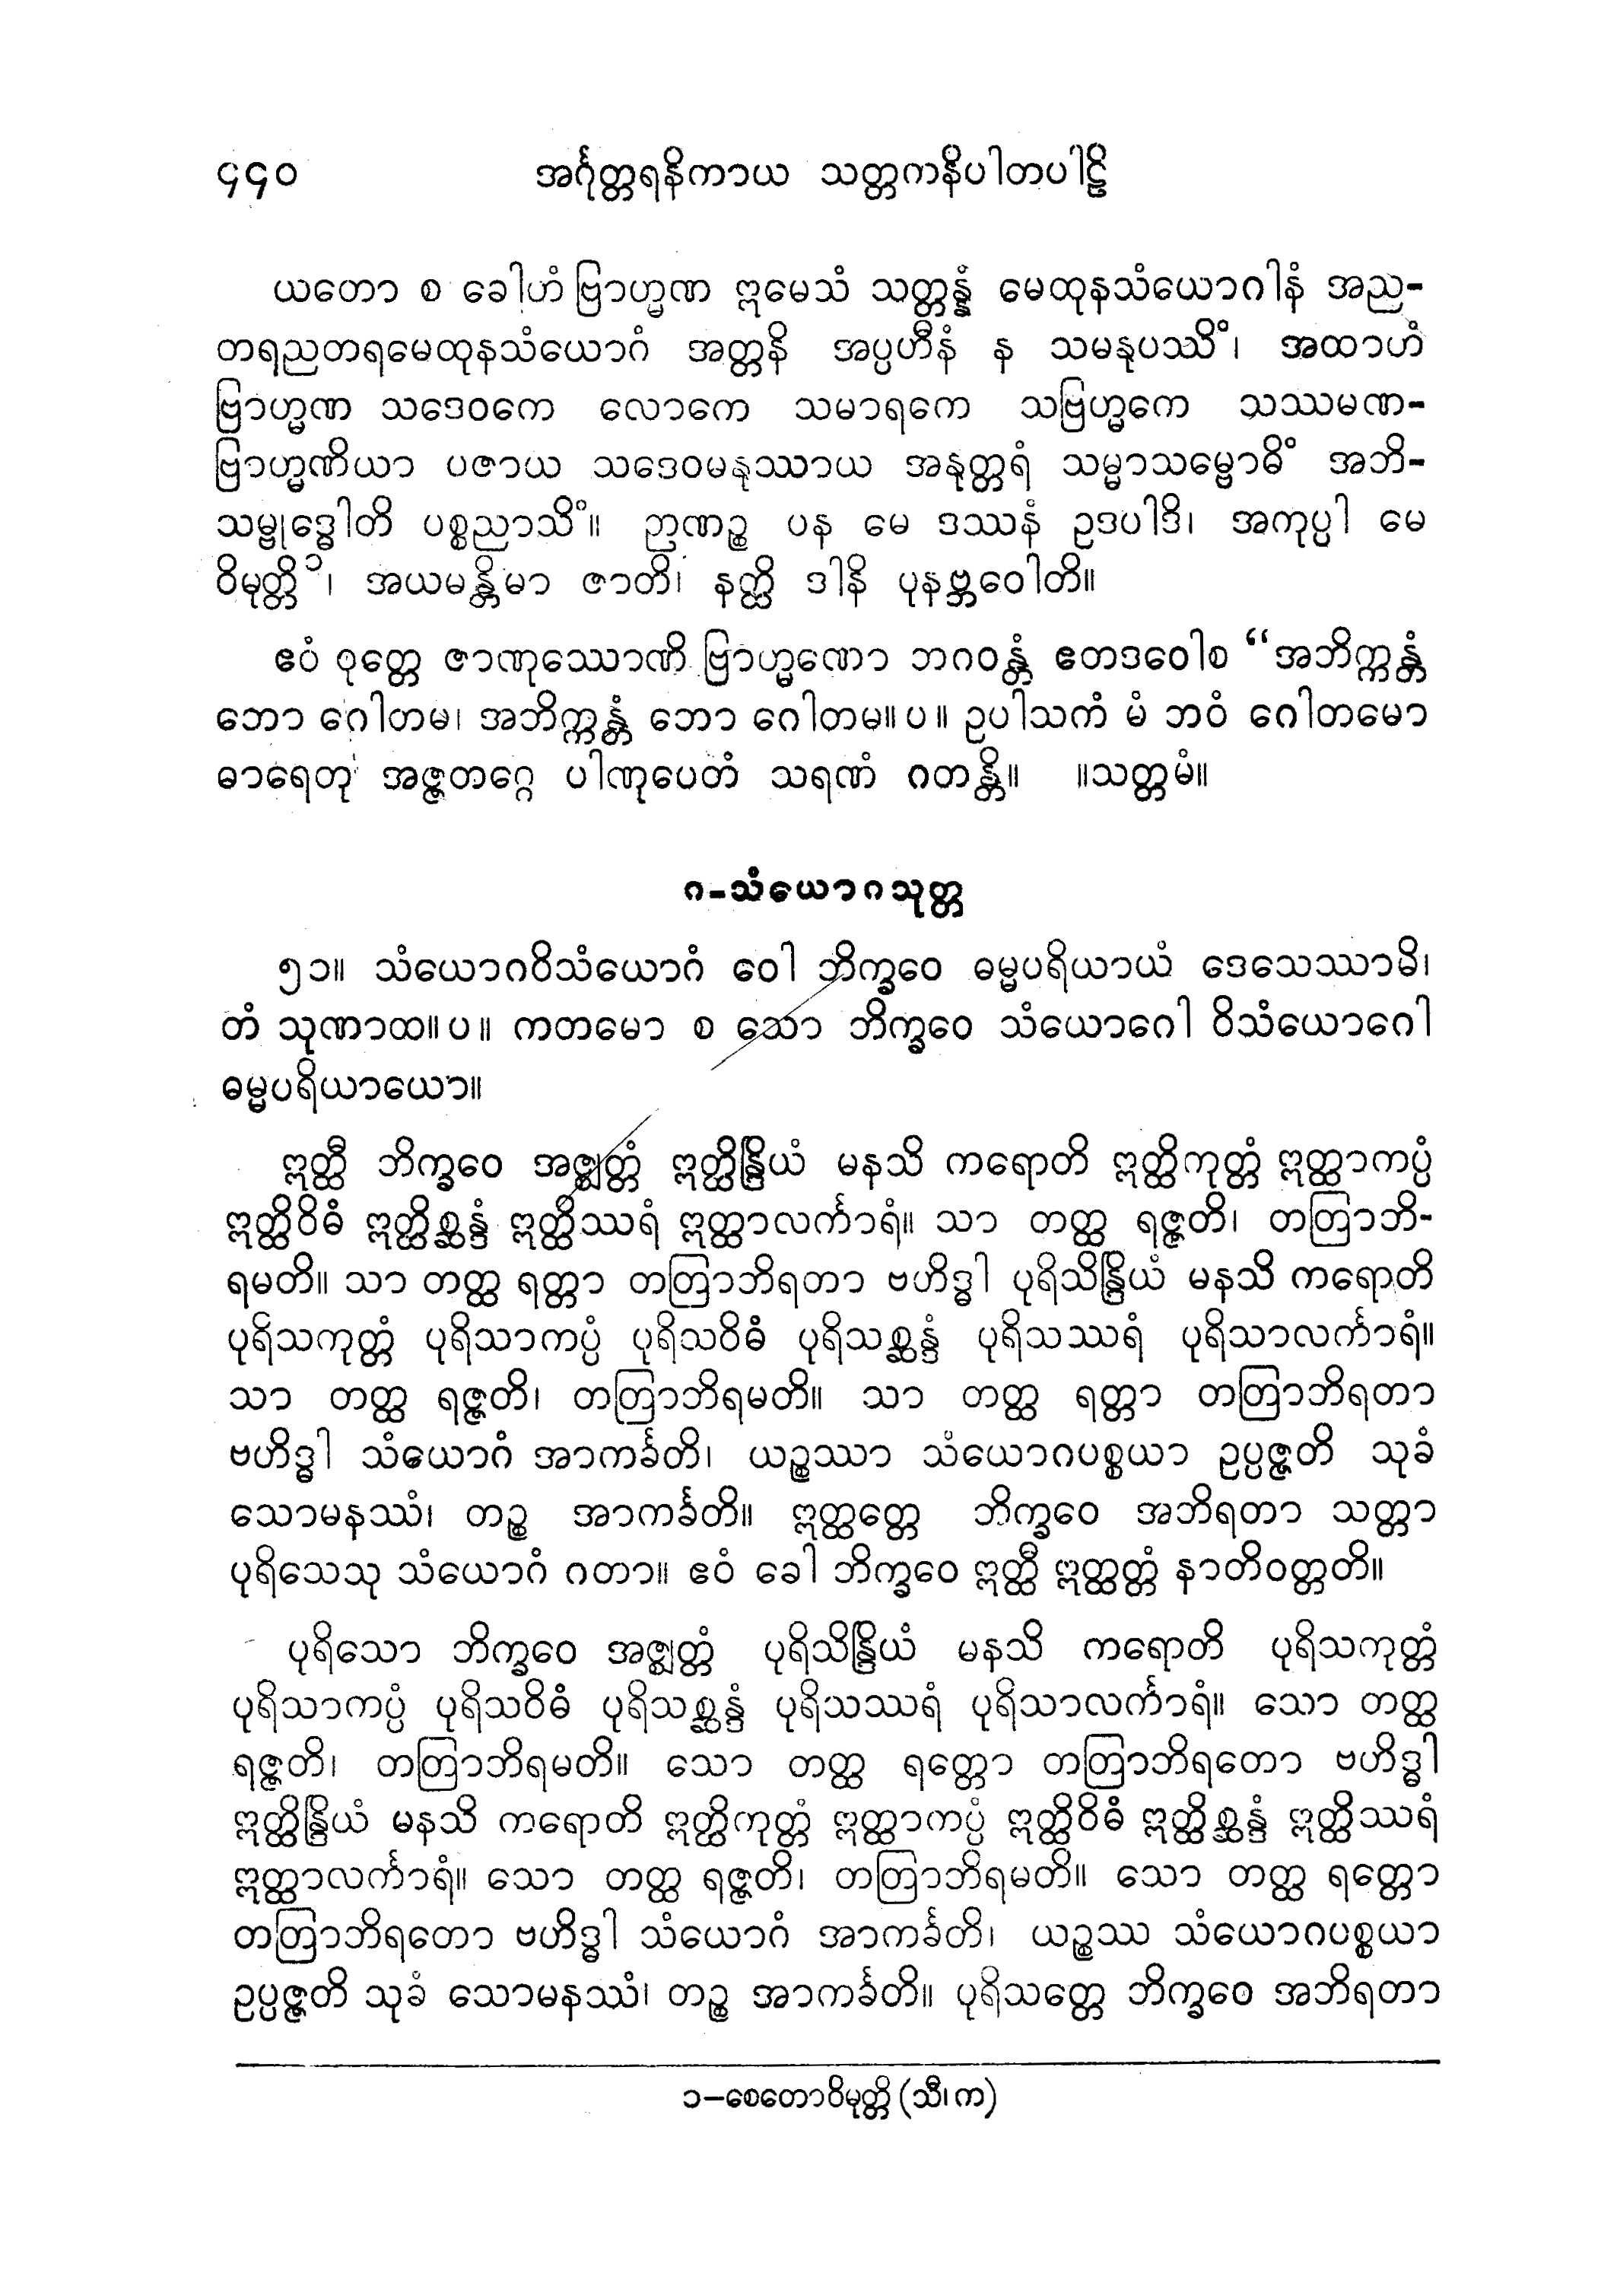 ၄၄၀ အင်္ဂုတ္တရနိကာယ သတ္တကနိပါတပါဠိ
ယတော စ ခေါဟံ ဗြာဟ္မဏ ဣမေသံ သတ္တန္နံ မေထုနသံယောဂါနံ အည-
တရညတရမေထုနသံယောဂံ အတ္တနိ အပ္ပဟီနံ န သမနုပဿိံ၊ အထာဟံ
ဗြာဟ္မဏ သဒေဝကေ လောကေ သမာရကေ သဗြဟ္မကေ သဿမဏ-
ဗြာဟ္မဏိယာ ပဇာယ သဒေဝမနုဿာယ အနုတ္တရံ သမ္မာသမ္ဗောဓိံ အဘိ-
သမ္ဗုဒ္ဓေါတိ ပစ္စညာသိံ။ ဉာဏဉ္စ ပန မေ ဒဿနံ ဥဒပါဒိ၊ အကုပ္ပါ မေ
ဝိမုတ္တိ၁၊ အယမန္တိမာ ဇာတိ၊ နတ္ထိ ဒါနိ ပုနဗ္ဘဝေါတိ။
ဧဝံ ဝုတ္တေ ဇာဏုဿောဏိ ဗြာဟ္မဏော ဘဂဝန္တံ ဧတဒဝေါစ “အဘိက္ကန္တံ
ဘော ဂေါတမ၊ အဘိက္ကန္တံ ဘော ဂေါတမ။ ပ။ ဥပါသကံ မံ ဘဝံ ဂေါတမော
ဓာရေတု အဇ္ဇတဂ္ဂေ ပါဏုပေတံ သရဏံ ဂတန္တိ။ ။သတ္တမံ။
၈-သံယောဂသုတ္တ
၅၁။ သံယောဂဝိသံယောဂံ ဝေါ ဘိက္ခဝေ ဓမ္မပရိယာယံ ဒေသေဿာမိ၊
တံ သုဏာထ။ ပ။ ကတမော စ သော ဘိက္ခဝေ သံယောဂေါ ဝိသံယောဂေါ
ဓမ္မပရိယာယော။
ဣတ္ထီ ဘိက္ခဝေ အဇ္ဈတ္တံ ဣတ္ထိန္ဒြိယံ မနသိ ကရောတိ ဣတ္ထိကုတ္တံ ဣတ္ထာကပ္ပံ
ဣတ္ထိဝိဓံ ဣတ္ထိစ္ဆန္ဒံ ဣတ္ထိဿရံ ဣတ္ထာလင်္ကာရံ။ သာ တတ္ထ ရဇ္ဇတိ၊ တတြာဘိ-
ရမတိ။ သာ တတ္ထ ရတ္တာ တတြာဘိရတာ ဗဟိဒ္ဓါ ပုရိသိန္ဒြိယံ မနသိ ကရောတိ
ပုရိသကုတ္တံ ပုရိသာကပ္ပံ ပုရိသဝိဓံ ပုရိသစ္ဆန္ဒံ ပုရိသဿရံ ပုရိသာလင်္ကာရံ။
သာ တတ္ထ ရဇ္ဇတိ၊ တတြာဘိရမတိ။ သာ တတ္ထ ရတ္တာ တတြာဘိရတာ
ဗဟိဒ္ဓါ သံယောဂံ အာကင်္ခတိ၊ ယဉ္စဿာ သံယောဂပစ္စယာ ဥပ္ပဇ္ဇတိ သုခံ
သောမနဿံ၊ တဉ္စ အာကင်္ခတိ။ ဣတ္ထတ္တေ ဘိက္ခဝေ အဘိရတာ သတ္တာ
ပုရိသေသု သံယောဂံ ဂတာ။ ဧဝံ ခေါ ဘိက္ခဝေ ဣတ္ထီ ဣတ္ထတ္တံ နာတိဝတ္တတိ။
ပုရိသော ဘိက္ခဝေ အဇ္ဈတ္တံ ပုရိသိန္ဒြိယံ မနသိ ကရောတိ ပုရိသကုတ္တံ
ပုရိသာကပ္ပံ ပုရိသဝိဓံ ပုရိသစ္ဆန္ဒံ ပုရိသဿရံ ပုရိသာလင်္ကာရံ။ သော တတ္ထ
ရဇ္ဇတိ၊ တတြာဘိရမတိ။ သော တတ္ထ ရတ္တော တတြာဘိရတော ဗဟိဒ္ဓါ
ဣတ္ထိန္ဒြိယံ မနသိ ကရောတိ ဣတ္ထိကုတ္တံ ဣတ္ထာကပ္ပံ ဣတ္ထိဝိဓံ ဣတ္ထိစ္ဆန္ဒံ ဣတ္ထိဿရံ
ဣတ္ထာလင်္ကာရံ။ သော တတ္ထ ရဇ္ဇတိ၊ တတြာဘိရမတိ။ သော တတ္ထ ရတ္တော
တတြာဘိရတော ဗဟိဒ္ဓါ သံယောဂံ အာကင်္ခတိ၊ ယဉ္စဿ သံယောဂပစ္စယာ
ဥပ္ပဇ္ဇတိ သုခံ သောမနဿံ၊ တဉ္စ အာကင်္ခတိ။ ပုရိသတ္တေ ဘိက္ခဝေ အဘိရတာ
၁–စေတောဝိမုတ္တိ (သီ၊ က)